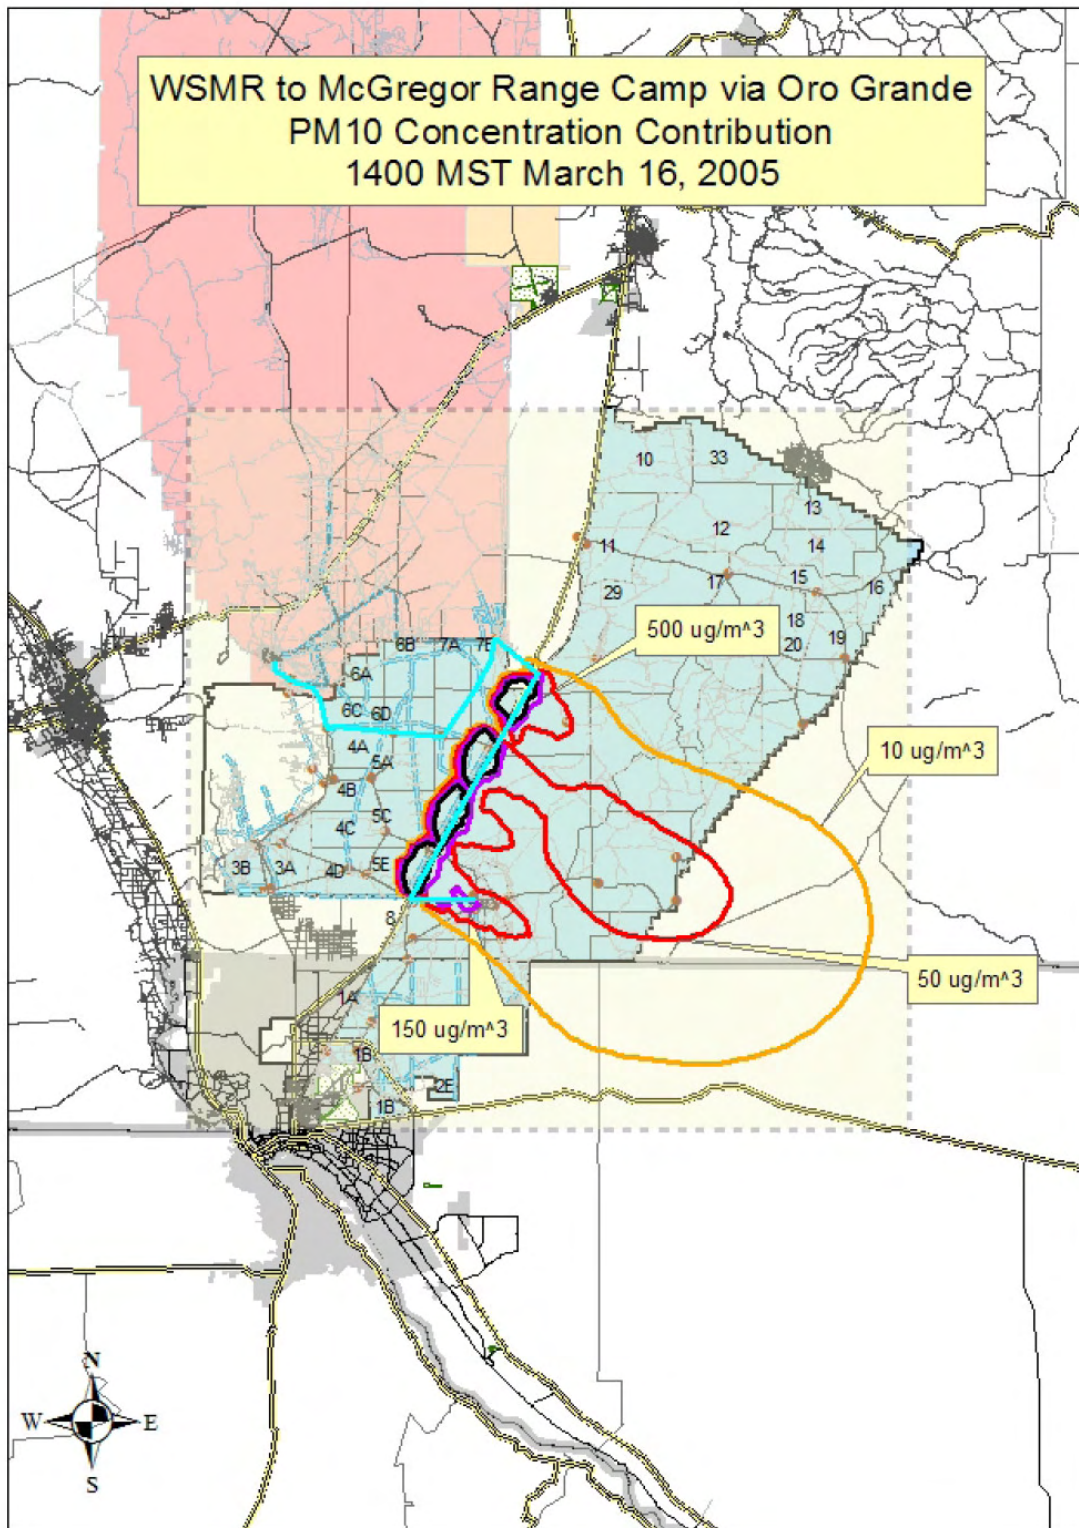 WSMR to McGregor Range Camp via Oro Grande
PM10 Concentration Contribution
1400 MST March 16, 2005
10
33
13
12
14
11
15
17
16
29
18
20
19
500 ug/m^3
6B
7A
6A
6C
6D
4A
5A
10 ug/m^3
4B
4C
5C
3B
3A
4D
5E
8
50 ug/m^3
1A
150 ug/m^3
1B
2E
1B
N
W
E
S